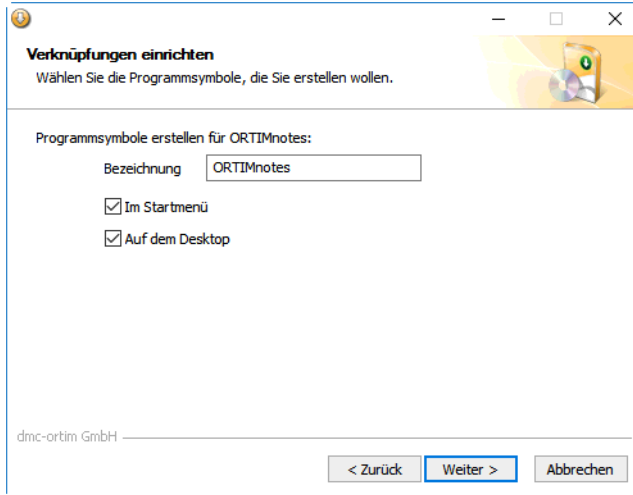 Verknüpfungen einrichten
Wählen Sie die Programmsymbole, die Sie erstellen wollen.
Programmsymbole erstellen für ORTIMnotes:
Bezeichnung ORTIMnotes
Im Startmenü
Auf dem Desktop
dmc-ortim GmbH
< Zurück Weiter > Abbrechen